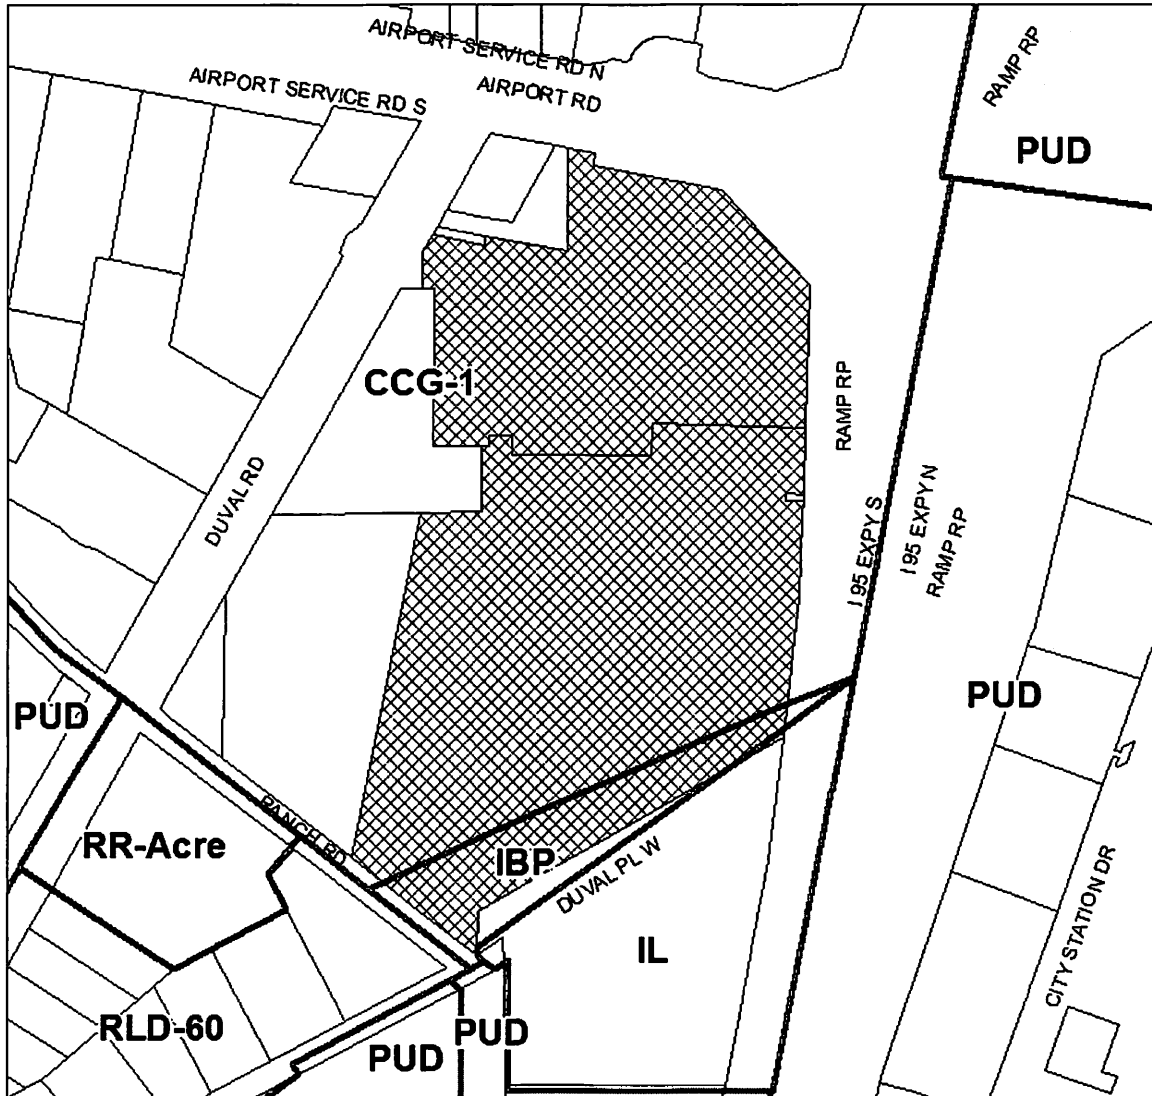 AIRPORT SERVICE RD N
AIRPORT SERVICE RD S
AIRPORT RD
RAMP RP
PUD
CCG-1
RAMP RP
DUVAL RD
I 95 EXPY S
I 95 EXPY N
RAMP RP
PUD
PUD
RANCH RD
RR-Acre
IBP
DUVAL PL W
IL
CITY STATION DR
RLD-60
PUD
PUD